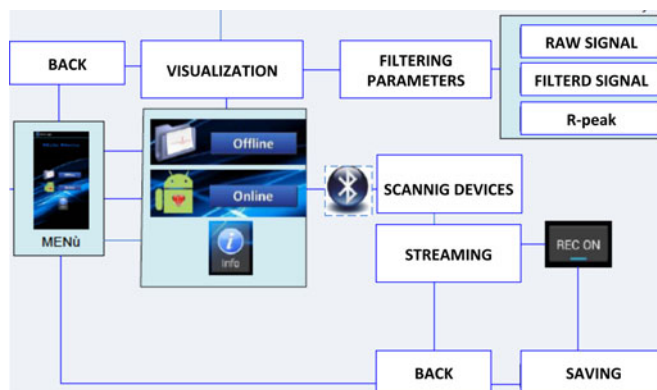 RAW SIGNAL
BACK
VISUALIZATION
FILTERING
PARAMETERS
FILTERD SIGNAL
R-peak
Offline
Online
Info
MENù
SCANNIG DEVICES
STREAMING
REC ON
BACK
SAVING